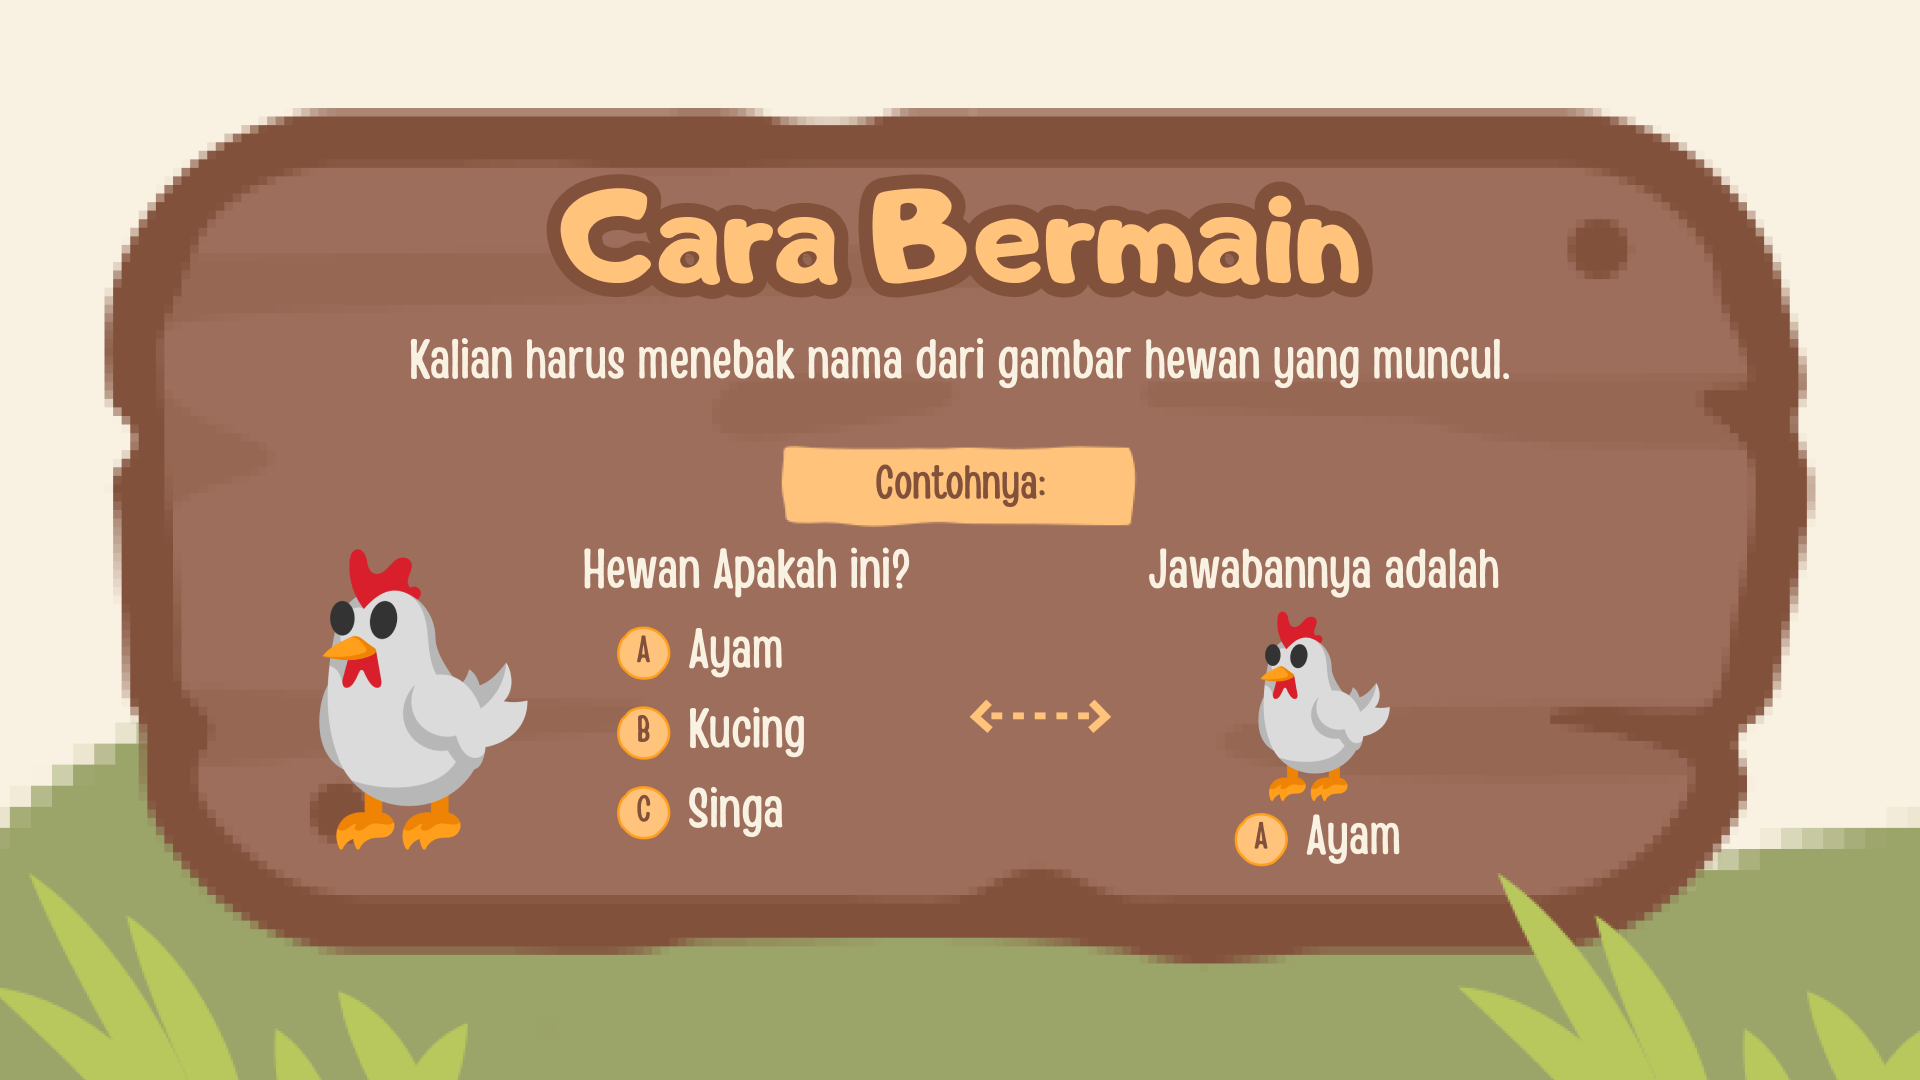 Cara Bermain
Kalian harus menebak nama dari gambar hewan yang muncul.
Contohnya:
Hewan Apakah ini?
A Ayam
B Kucing
C Singa
Jawabannya adalah
A Ayam